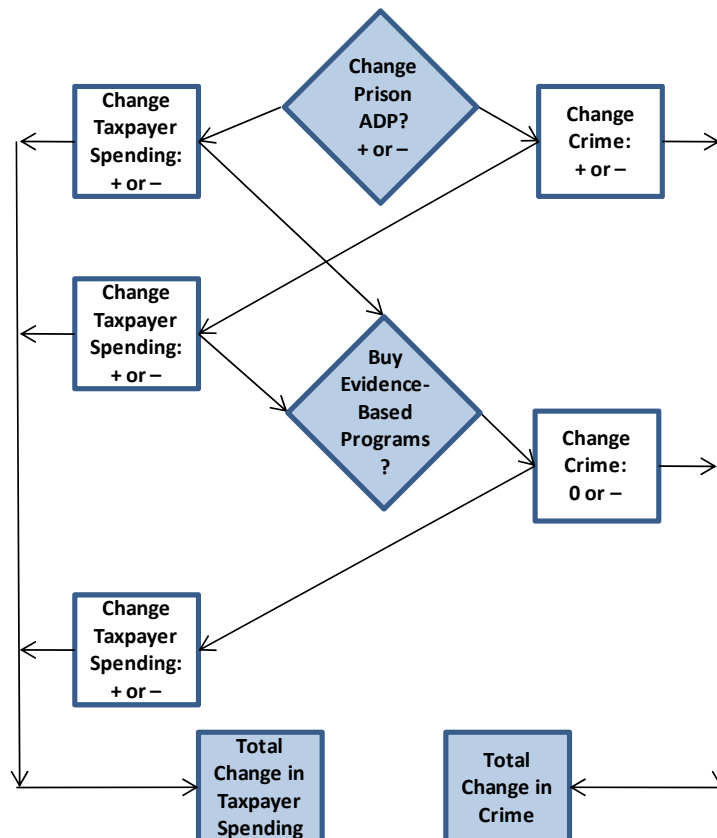 Change
Prison
ADP?
+ or –
Change
Taxpayer
Spending:
+ or –
Change
Crime:
+ or –
Change
Taxpayer
Spending:
+ or –
Buy
Evidence-
Based
Programs
?
Change
Crime:
0 or –
Change
Taxpayer
Spending:
+ or –
Total
Change in
Taxpayer
Spending
Total
Change in
Crime